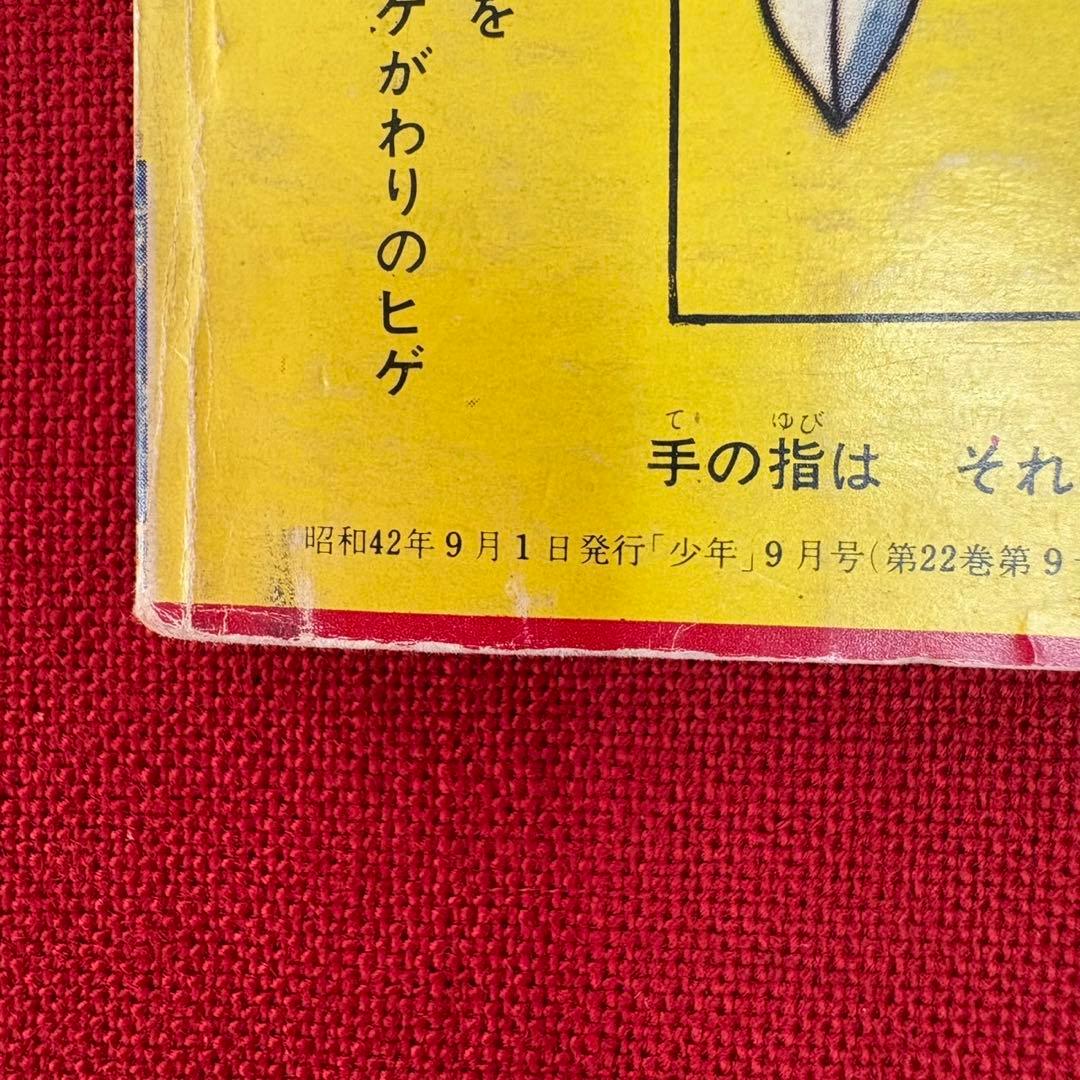 を
ケがわりのヒゲ
手の指は それ
て ゆび
昭和42年9月1日発行「少年」9月号(第22巻第9